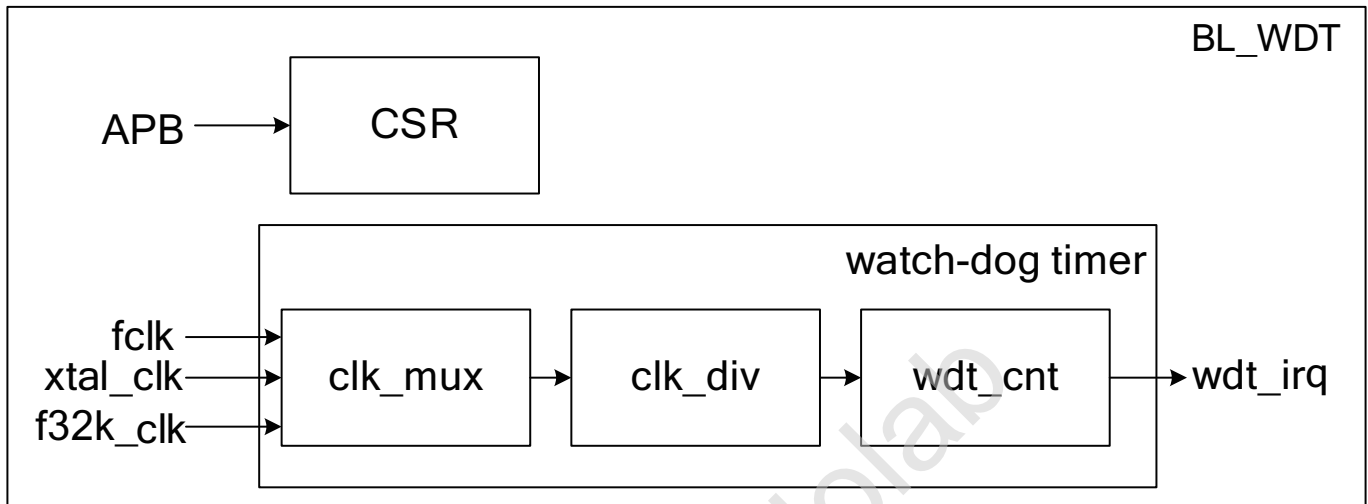 BL_WDT
APB
CSR
watch-dog timer
fclk
xtal_clk
f32k_clk
clk_mux
clk_div
wdt_cnt
wdt_irq